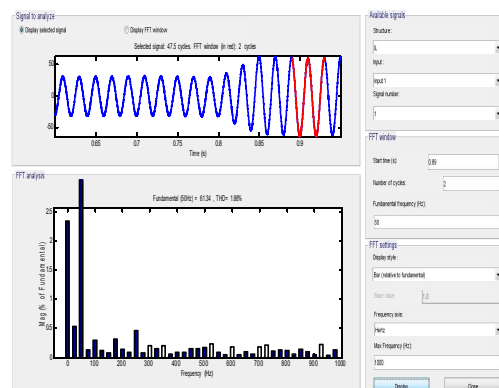 Signal to analyze
Display selected signal
Display FFT window
Selected signal: 47.5 cycles. FFT window (in red): 2 cycles
50
0
-50
0.65 0.7 0.75 0.8 0.85 0.9
Time (s)
FFT analysis
Fundamental (50Hz) = 61.34 , THD= 1.66%
2.5
2
1.5
1
0.5
0
Mag (% of Fundamental)
0 100 200 300 400 500 600 700 800 900 1000
Frequency (Hz)
Available signals
Structure :
IL
Input :
input 1
Signal number:
1
FFT window
Start time (s):
0.89
Number of cycles:
2
Fundamental frequency (Hz):
50
FFT settings
Display style :
Bar (relative to fundamental)
Base value:
1.0
Frequency axis:
Hertz
Max Frequency (Hz):
1000
Display
Close